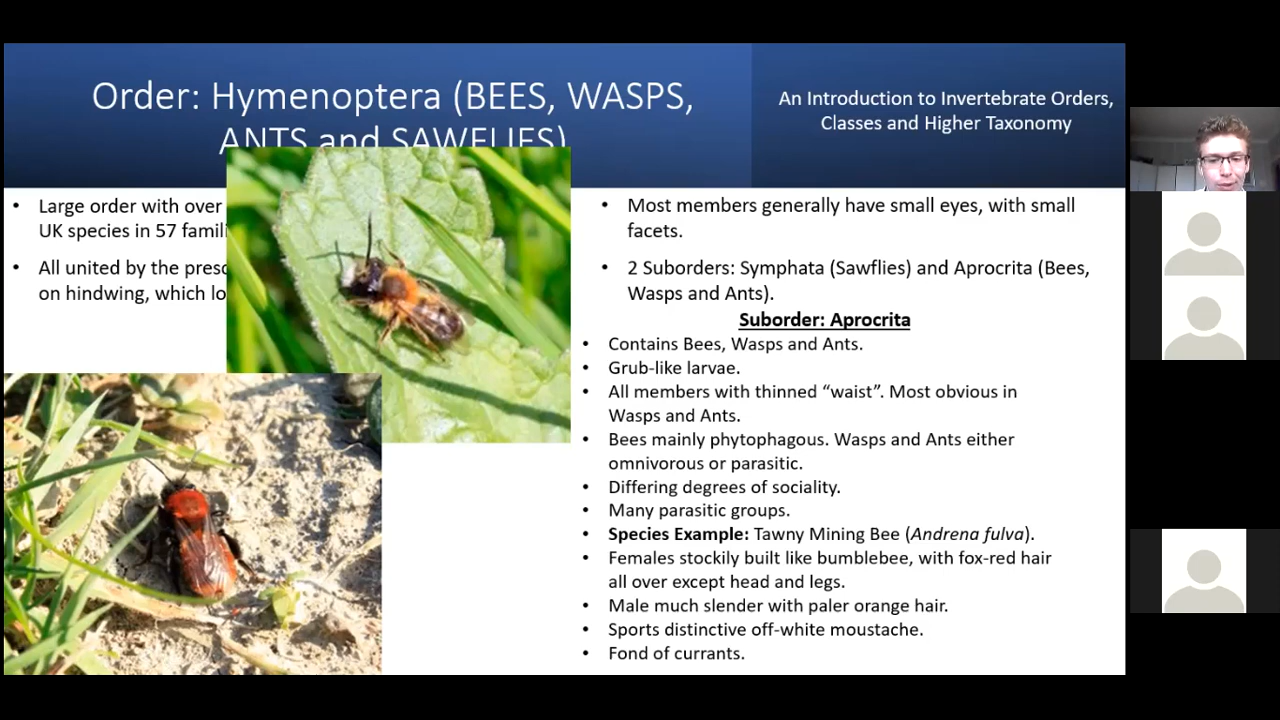 Order: Hymenoptera (BEES, WASPS,
ANTS and SAWFLIES)
An Introduction to Invertebrate Orders,
Classes and Higher Taxonomy
• Large order with over
UK species in 57
• All united by the
on hindwing, which
• Most members generally have small eyes, with small
facets.
• 2 Suborders: Symphata (Sawflies) and Aprocrita (Bees,
Wasps and Ants).
Suborder: Aprocrita
• Contains Bees, Wasps and Ants.
• Grub-like larvae.
• All members with thinned “waist”. Most obvious in
Wasps and Ants.
• Bees mainly phytophagous. Wasps and Ants either
omnivorous or parasitic.
• Differing degrees of sociality.
• Many parasitic groups.
• Species Example: Tawny Mining Bee (Andrena fulva).
• Females stockily built like bumblebee, with fox-red hair
all over except head and legs.
• Male much slender with paler orange hair.
• Sports distinctive off-white moustache.
• Fond of currants.